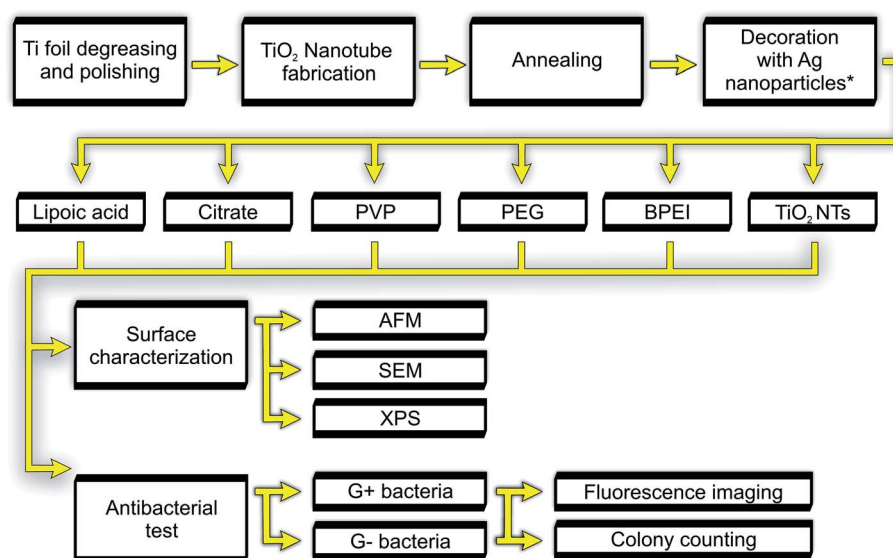 Ti foil degreasing
and polishing
TiO₂ Nanotube
fabrication
Annealing
Decoration
with Ag
nanoparticles*
Lipoic acid
Citrate
PVP
PEG
BPEI
TiO₂ NTs
Surface
characterization
AFM
SEM
XPS
Antibacterial
test
G+ bacteria
G- bacteria
Fluorescence imaging
Colony counting